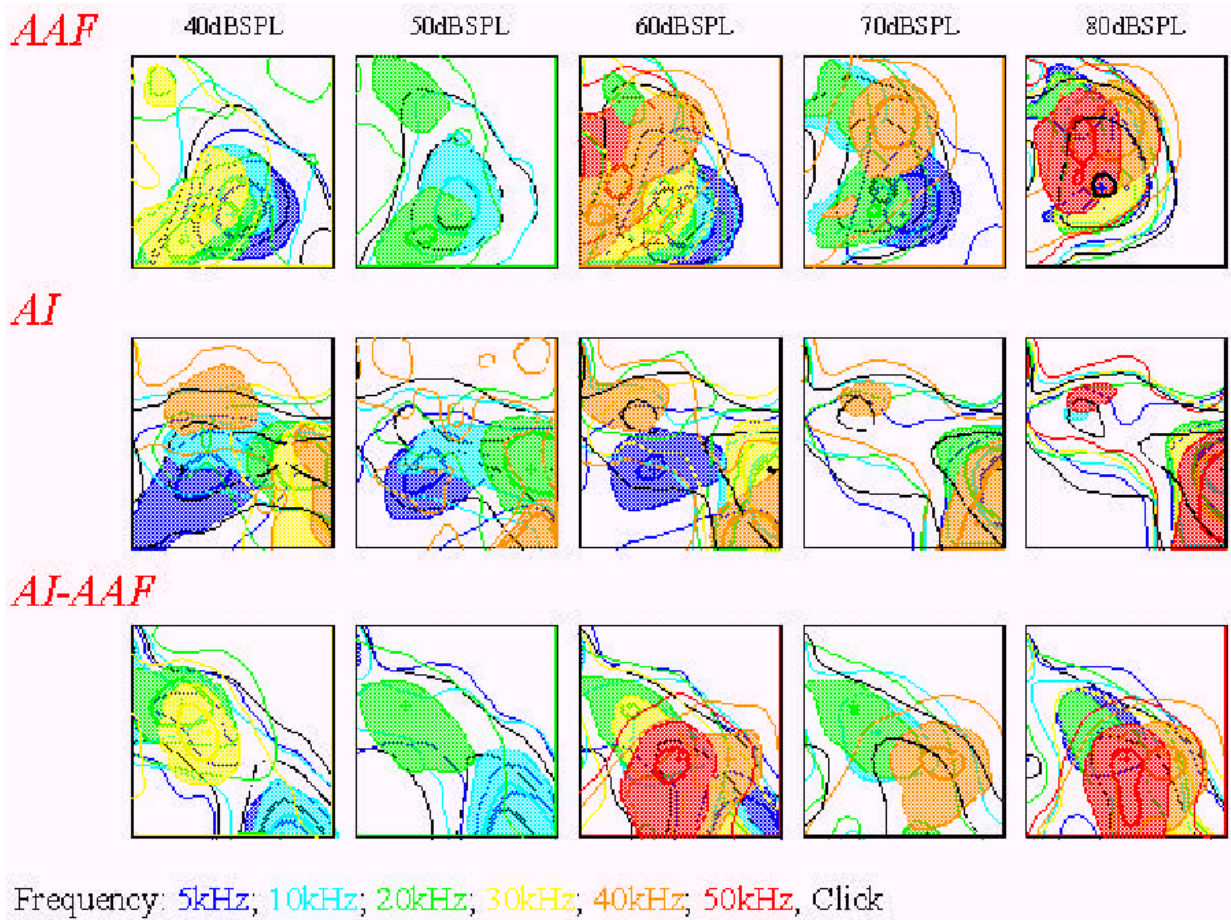 AAF
40dBSPL 50dBSPL 60dBSPL 70dBSPL 80dBSPL
AI
AI-AAF
Frequency: 5kHz; 10kHz; 20kHz; 30kHz; 40kHz; 50kHz, Click